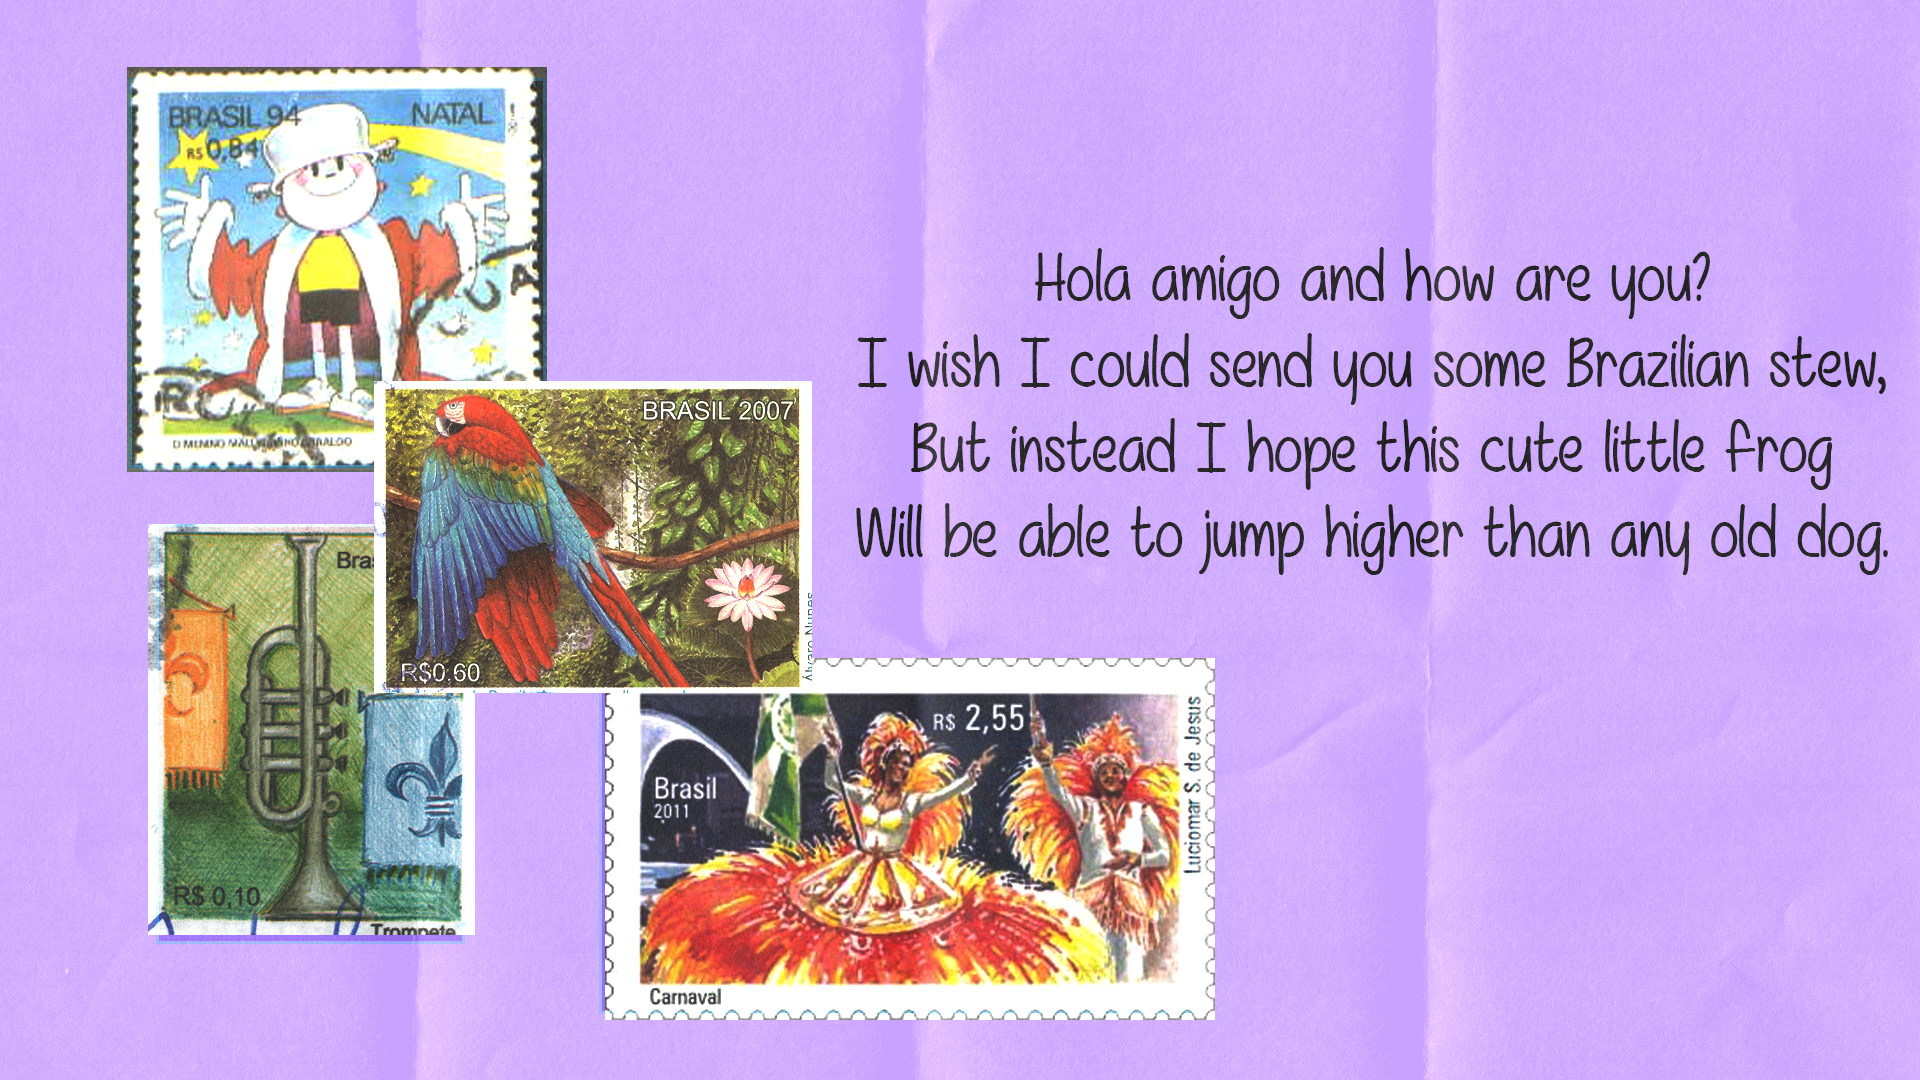 BRASIL 94 NATAL
R$ 0,84
O MENINO MALUQUINHO
BRASIL 2007
R$0,60
Álvaro Nunes
R$ 0,10
Trompete
R$ 2,55
Brasil
2011
Luciomar S. de Jesus
Carnaval
Hola amigo and how are you?
I wish I could send you some Brazilian stew,
But instead I hope this cute little frog
Will be able to jump higher than any old dog.